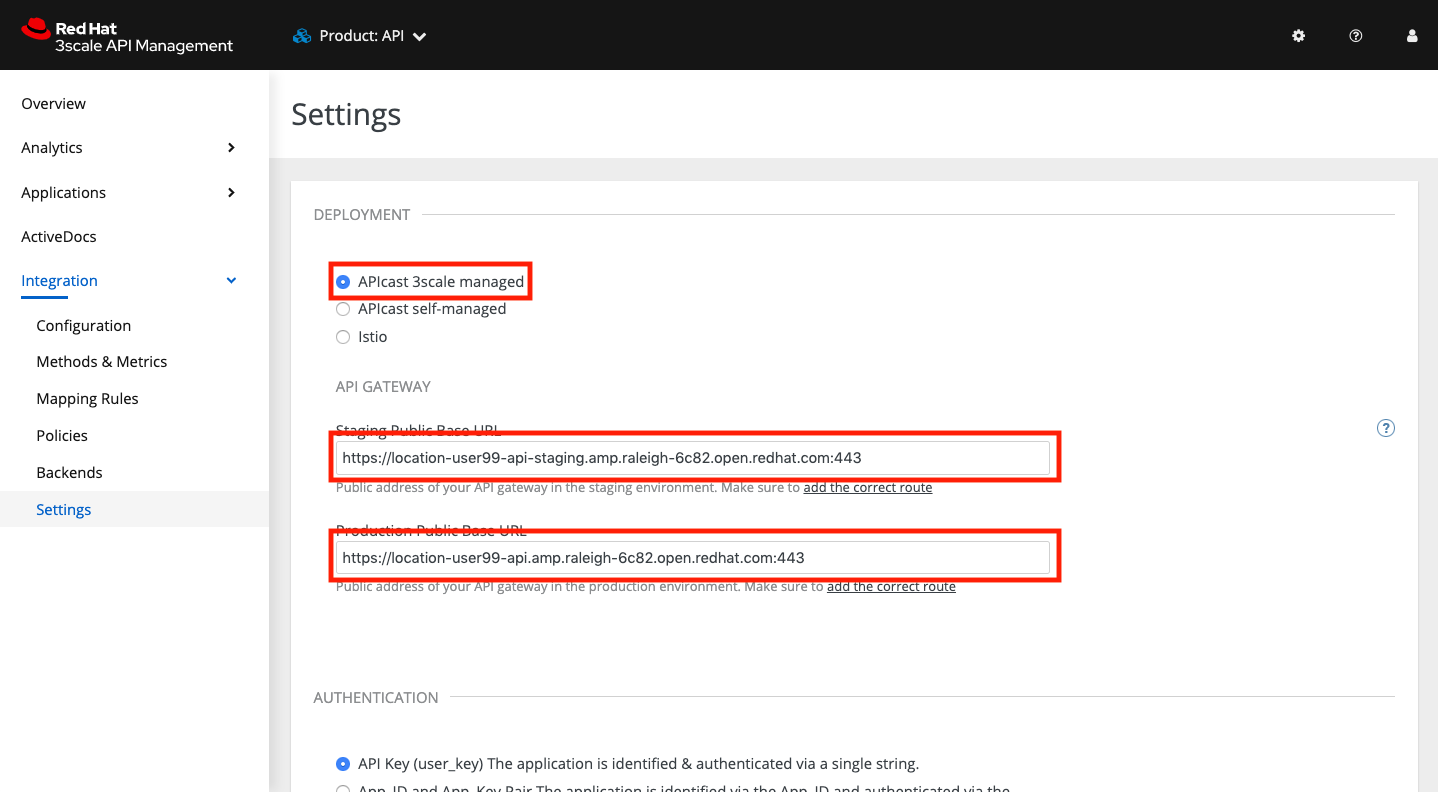 Red Hat
3scale API Management
Product: API
Overview
Analytics
Applications
ActiveDocs
Integration
Configuration
Methods & Metrics
Mapping Rules
Policies
Backends
Settings
Settings
DEPLOYMENT
APIcast 3scale managed
APIcast self-managed
Istio
API GATEWAY
Staging Public Base URL
https://location-user99-api-staging.amp.raleigh-6c82.open.redhat.com:443
Public address of your API gateway in the staging environment. Make sure to add the correct route
Production Public Base URL
https://location-user99-api.amp.raleigh-6c82.open.redhat.com:443
Public address of your API gateway in the production environment. Make sure to add the correct route
AUTHENTICATION
API Key (user_key) The application is identified & authenticated via a single string.
App_ID and App_Key Pair The application is identified via the App_ID and authenticated via the